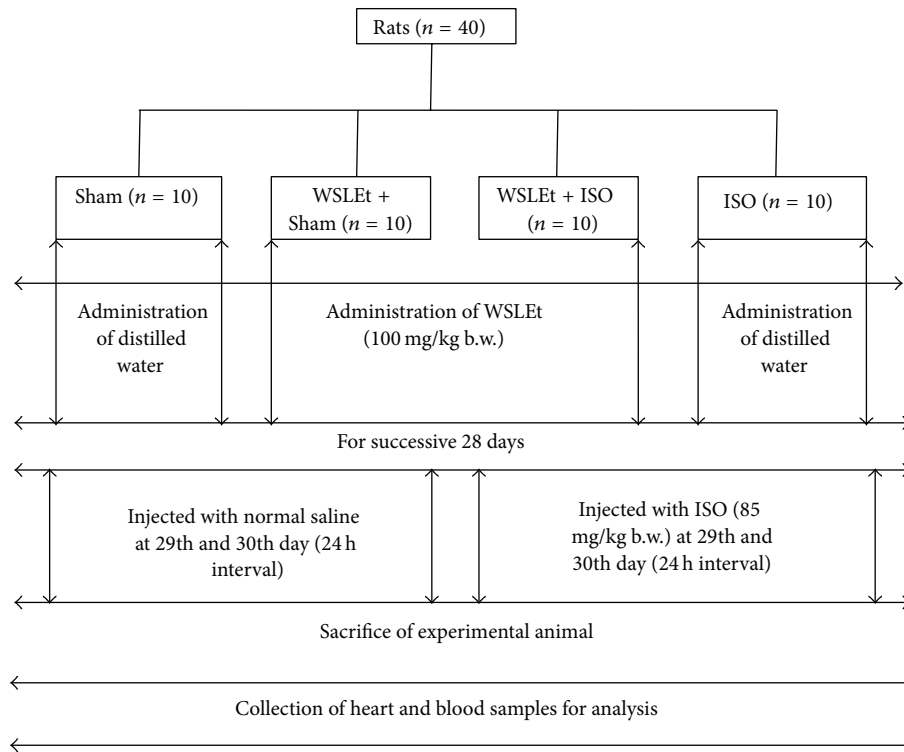 Rats (n = 40)
Sham (n = 10)
WSLEt +
Sham (n = 10)
WSLEt + ISO
(n = 10)
ISO (n = 10)
Administration
of distilled
water
Administration of WSLEt
(100 mg/kg b.w.)
Administration
of distilled
water
For successive 28 days
Injected with normal saline
at 29th and 30th day (24 h
interval)
Injected with ISO (85
mg/kg b.w.) at 29th and
30th day (24 h interval)
Sacrifice of experimental animal
Collection of heart and blood samples for analysis